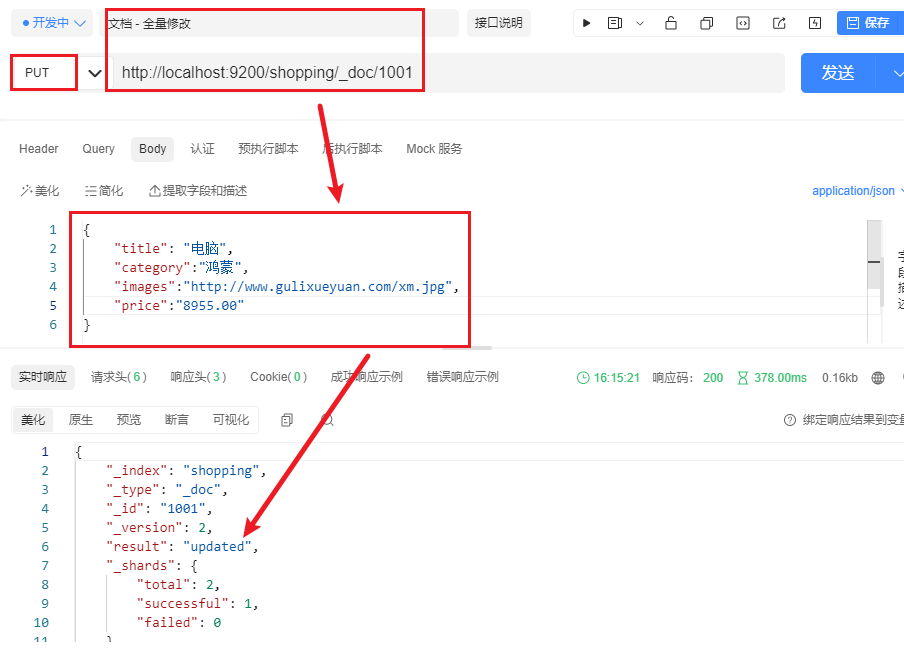 开发中 文档 - 全量修改 接口说明 保存
PUT http://localhost:9200/shopping/_doc/1001 发送
Header Query Body 认证 预执行脚本 后执行脚本 Mock 服务
美化 简化 提取字段和描述 application/json
1 {
2 "title": "电脑",
3 "category":"鸿蒙",
4 "images":"http://www.gulixueyuan.com/xm.jpg",
5 "price":"8955.00"
6 }
实时响应 请求头( 6 ) 响应头( 3 ) Cookie( 0 ) 成功响应示例 错误响应示例 16:15:21 响应码: 200 378.00ms 0.16kb
美化 原生 预览 断言 可视化 绑定响应结果到变量
1 {
2 "_index": "shopping",
3 "_type": "_doc",
4 "_id": "1001",
5 "_version": 2,
6 "result": "updated",
7 "_shards": {
8 "total": 2,
9 "successful": 1,
10 "failed": 0
11 }